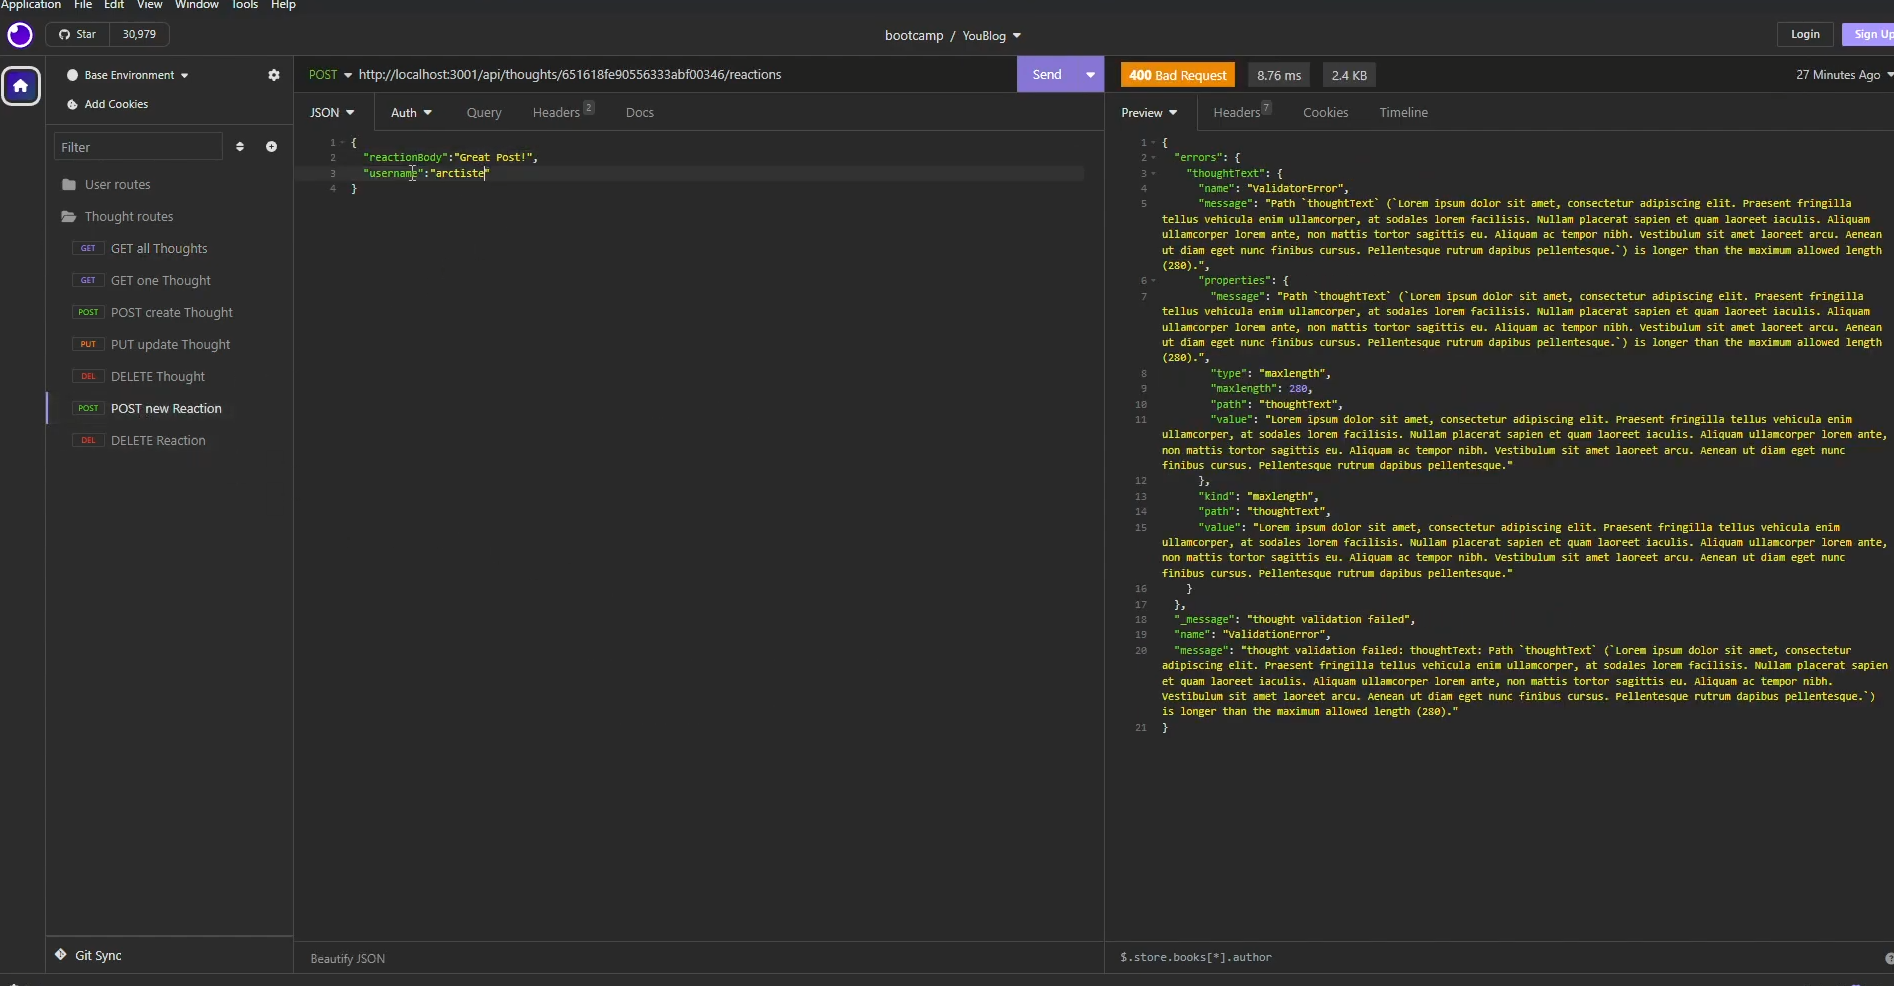 Application File Edit View Window Tools Help
Star 30,979
bootcamp / YouBlog
Login Sign Up
Base Environment
Add Cookies
Filter
User routes
Thought routes
GET GET all Thoughts
GET GET one Thought
POST POST create Thought
PUT PUT update Thought
DEL DELETE Thought
POST POST new Reaction
DEL DELETE Reaction
Git Sync
POST http://localhost:3001/api/thoughts/651618fe90556333abf00346/reactions
Send
JSON Auth Query Headers 2 Docs
1 {
2 "reactionBody":"Great Post!",
3 "username":"arctiste"
4 }
Beautify JSON
400 Bad Request 8.76 ms 2.4 KB 27 Minutes Ago
Preview Headers 7 Cookies Timeline
1 {
2 "errors": {
3 "thoughtText": {
4 "name": "ValidatorError",
5 "message": "Path `thoughtText` (`Lorem ipsum dolor sit amet, consectetur adipiscing elit. Praesent fringilla
tellus vehicula enim ullamcorper, at sodales lorem facilisis. Nullam placerat sapien et quam laoreet iaculis. Aliquam
ullamcorper lorem ante, non mattis tortor sagittis eu. Aliquam ac tempor nibh. Vestibulum sit amet laoreet arcu. Aenean
ut diam eget nunc finibus cursus. Pellentesque rutrum dapibus pellentesque.`) is longer than the maximum allowed length
(280).",
6 "properties": {
7 "message": "Path `thoughtText` (`Lorem ipsum dolor sit amet, consectetur adipiscing elit. Praesent fringilla
tellus vehicula enim ullamcorper, at sodales lorem facilisis. Nullam placerat sapien et quam laoreet iaculis. Aliquam
ullamcorper lorem ante, non mattis tortor sagittis eu. Aliquam ac tempor nibh. Vestibulum sit amet laoreet arcu. Aenean
ut diam eget nunc finibus cursus. Pellentesque rutrum dapibus pellentesque.`) is longer than the maximum allowed length
(280).",
8 "type": "maxlength",
9 "maxlength": 280,
10 "path": "thoughtText",
11 "value": "Lorem ipsum dolor sit amet, consectetur adipiscing elit. Praesent fringilla tellus vehicula enim
ullamcorper, at sodales lorem facilisis. Nullam placerat sapien et quam laoreet iaculis. Aliquam ullamcorper lorem ante,
non mattis tortor sagittis eu. Aliquam ac tempor nibh. Vestibulum sit amet laoreet arcu. Aenean ut diam eget nunc
finibus cursus. Pellentesque rutrum dapibus pellentesque."
12 },
13 "kind": "maxlength",
14 "path": "thoughtText",
15 "value": "Lorem ipsum dolor sit amet, consectetur adipiscing elit. Praesent fringilla tellus vehicula enim
ullamcorper, at sodales lorem facilisis. Nullam placerat sapien et quam laoreet iaculis. Aliquam ullamcorper lorem ante,
non mattis tortor sagittis eu. Aliquam ac tempor nibh. Vestibulum sit amet laoreet arcu. Aenean ut diam eget nunc
finibus cursus. Pellentesque rutrum dapibus pellentesque."
16 }
17 },
18 "_message": "thought validation failed",
19 "name": "ValidationError",
20 "message": "thought validation failed: thoughtText: Path `thoughtText` (`Lorem ipsum dolor sit amet, consectetur
adipiscing elit. Praesent fringilla tellus vehicula enim ullamcorper, at sodales lorem facilisis. Nullam placerat sapien
et quam laoreet iaculis. Aliquam ullamcorper lorem ante, non mattis tortor sagittis eu. Aliquam ac tempor nibh.
Vestibulum sit amet laoreet arcu. Aenean ut diam eget nunc finibus cursus. Pellentesque rutrum dapibus pellentesque.`)
is longer than the maximum allowed length (280)."
21 }
$.store.books[*].author